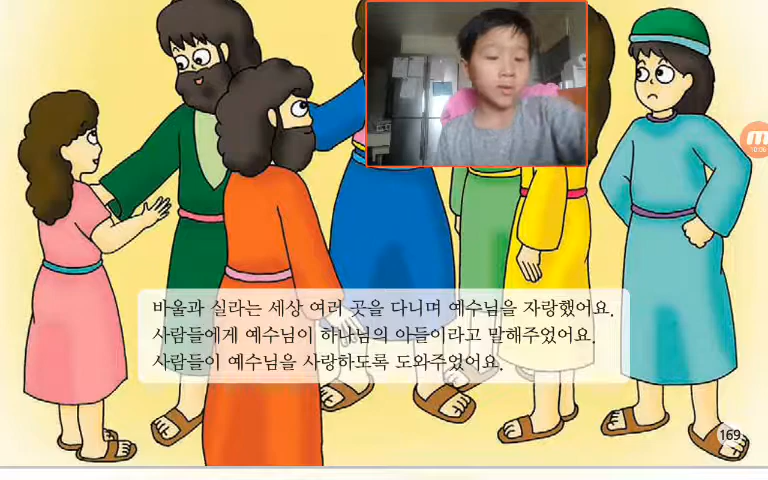 바울과 실라는 세상 여러 곳을 다니며 예수님을 자랑했어요.
사람들에게 예수님이 하나님의 아들이라고 말해주었어요.
사람들이 예수님을 사랑하도록 도와주었어요.
169